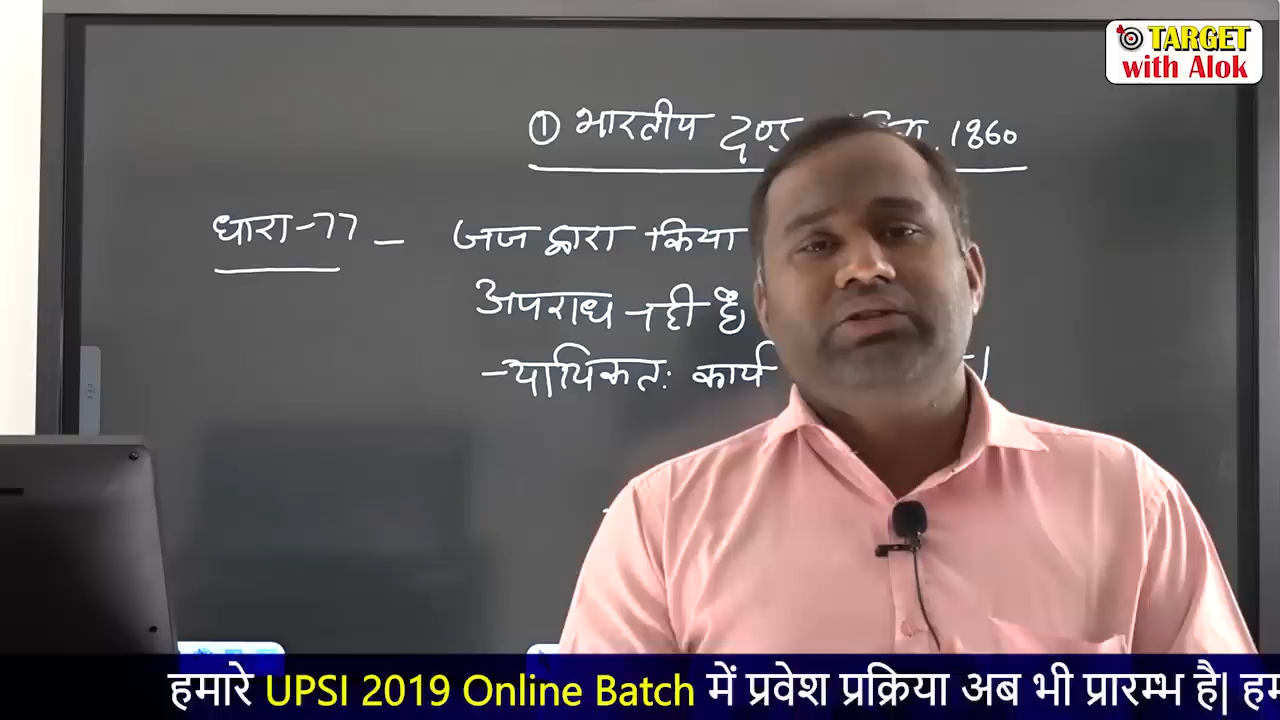 TARGET
with Alok
① भारतीय दण्ड 1860
धारा-77 - जज द्वारा किया
अपराध नही है
न्यायिकतः कार्य
हमारे UPSI 2019 Online Batch में प्रवेश प्रक्रिया अब भी प्रारम्भ है| हम